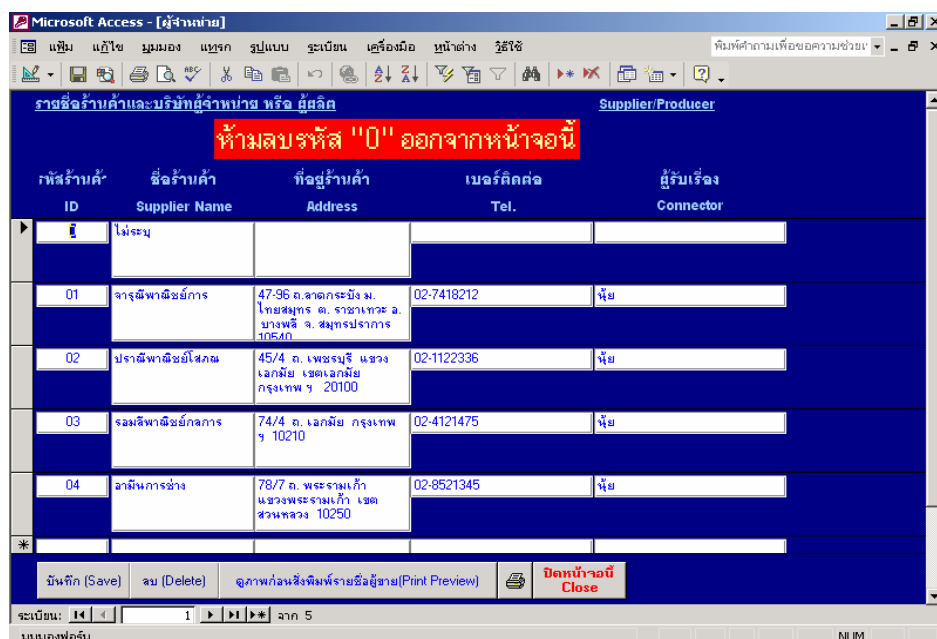 Microsoft Access - [ผู้จำหน่าย]
แฟ้ม แก้ไข มุมมอง แทรก รูปแบบ ระเบียน เครื่องมือ หน้าต่าง วิธีใช้ พิมพ์คำถามเพื่อขอความช่วย
รายชื่อร้านค้าและบริษัทผู้จำหน่าย หรือ ผู้ผลิต Supplier/Producer
ห้ามลบรหัส "0" ออกจากหน้าจอนี้
รหัสร้านค้า ชื่อร้านค้า ที่อยู่ร้านค้า เบอร์ติดต่อ ผู้รับเรื่อง
ID Supplier Name Address Tel. Connector
0 ไม่ระบุ
01 จารุณีพาณิชย์การ 47-96 ถ.ลาดกระบัง ม. 02-7418212 นุ้ย
ไทยสมุทร ต. ราชาเทวะ อ.
บางพลี จ. สมุทรปราการ
10540
02 ปราณีพาณิชย์โสภณ 45/4 ถ. เพชรบุรี แขวง 02-1122336 นุ้ย
เอกมัย เขตเอกมัย
กรุงเทพ ฯ 20100
03 รอมลีพาณิชย์กลการ 74/4 ถ. เอกมัย กรุงเทพ 02-4121475 นุ้ย
ฯ 10210
04 อามีนการช่าง 78/7 ถ. พระรามเก้า 02-8521345 นุ้ย
แขวงพระรามเก้า เขต
สวนหลวง 10250
บันทึก (Save) ลบ (Delete) ดูภาพก่อนสั่งพิมพ์รายชื่อผู้ขาย(Print Preview) ปิดหน้าจอนี้
Close
ระเบียน: 1 จาก 5
มุมมองฟอร์ม NUM